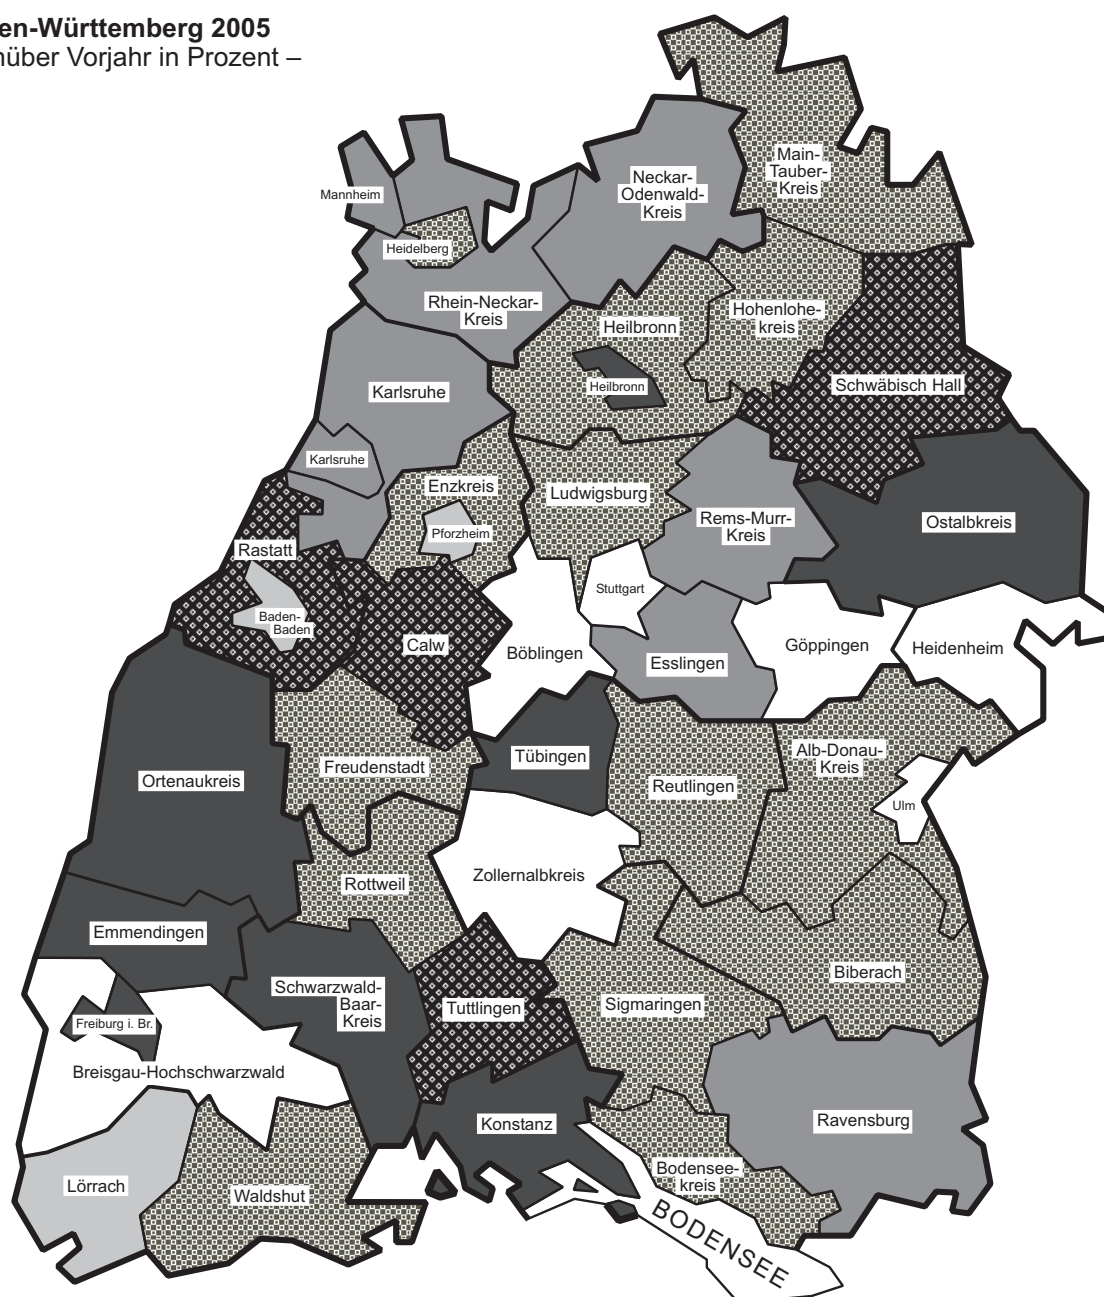 en-Württemberg 2005
nüber Vorjahr in Prozent –
Main-
Tauber-
Kreis
Neckar-
Odenwald-
Kreis
Mannheim
Heidelberg
Rhein-Neckar-
Kreis
Heilbronn
Hohenlohe-
kreis
Heilbronn
Schwäbisch Hall
Karlsruhe
Karlsruhe
Enzkreis
Ludwigsburg
Pforzheim
Rems-Murr-
Kreis
Ostalbkreis
Rastatt
Stuttgart
Baden-
Baden
Calw
Böblingen
Esslingen
Göppingen
Heidenheim
Ortenaukreis
Freudenstadt
Tübingen
Reutlingen
Alb-Donau-
Kreis
Ulm
Rottweil
Zollernalbkreis
Emmendingen
Schwarzwald-
Baar-
Kreis
Tuttlingen
Sigmaringen
Biberach
Freiburg i. Br.
Breisgau-Hochschwarzwald
Konstanz
Ravensburg
Lörrach
Waldshut
Bodensee-
kreis
BODENSEE